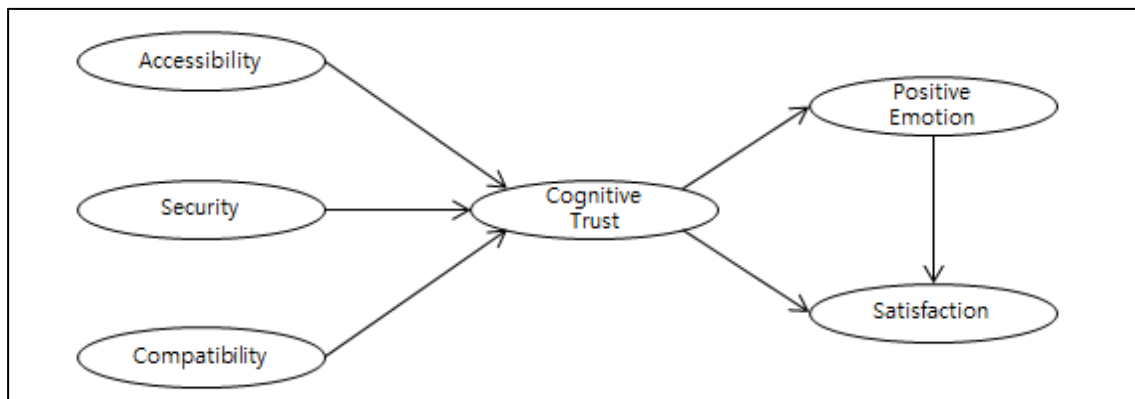 Accessibility
Security
Compatibility
Cognitive
Trust
Positive
Emotion
Satisfaction